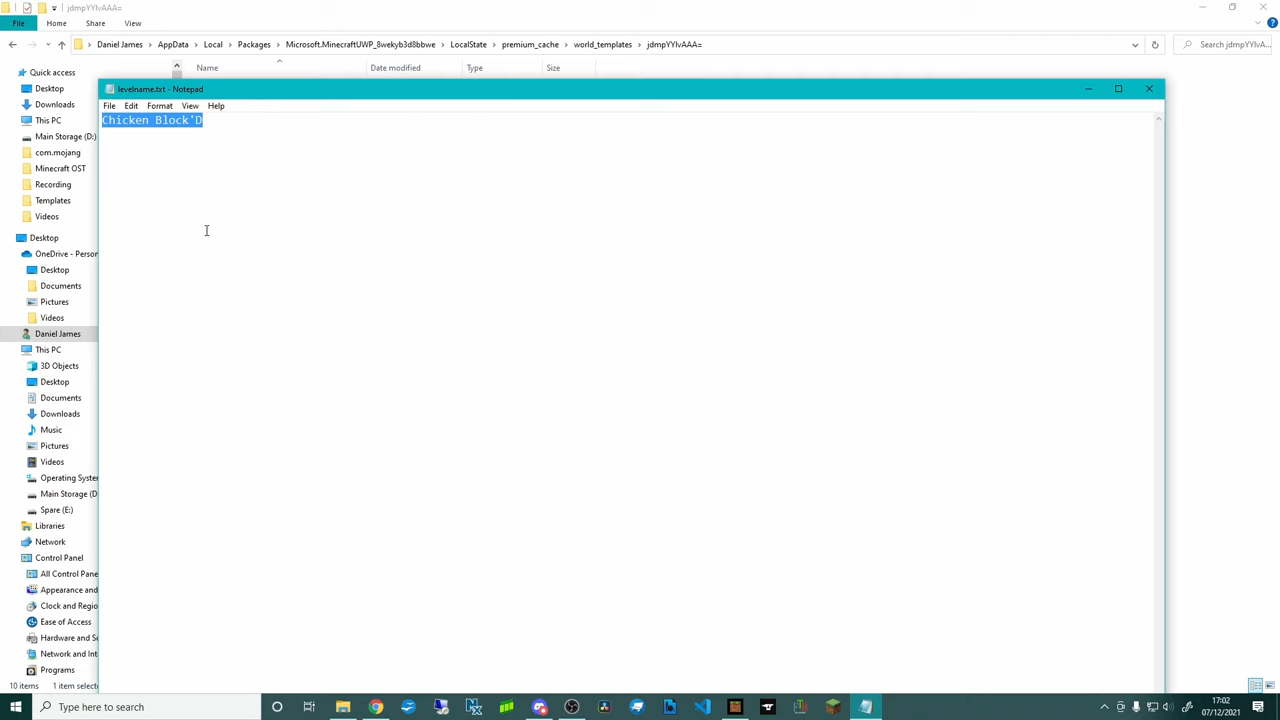 jdmpYYIvAAA=
File
Home
Share
View
Daniel James
AppData
Local
Packages
Microsoft.MinecraftUWP_8wekyb3d8bbwe
LocalState
premium_cache
world_templates
jdmpYYIvAAA=
Search jdmpYYIvA...
Name
Date modified
Type
Size
Quick access
Desktop
Downloads
This PC
Main Storage (D:)
com.mojang
Minecraft OST
Recording
Templates
Videos
Desktop
OneDrive - Person
Desktop
Documents
Pictures
Videos
Daniel James
This PC
3D Objects
Desktop
Documents
Downloads
Music
Pictures
Videos
Operating System
Main Storage (D
Spare (E:)
Libraries
Network
Control Panel
All Control Pane
Appearance and
Clock and Regio
Ease of Access
Hardware and So
Network and Int
Programs
10 items
1 item selecte
levelname.txt - Notepad
File
Edit
Format
View
Help
Chicken Block'D
Type here to search
17:02
07/12/2021